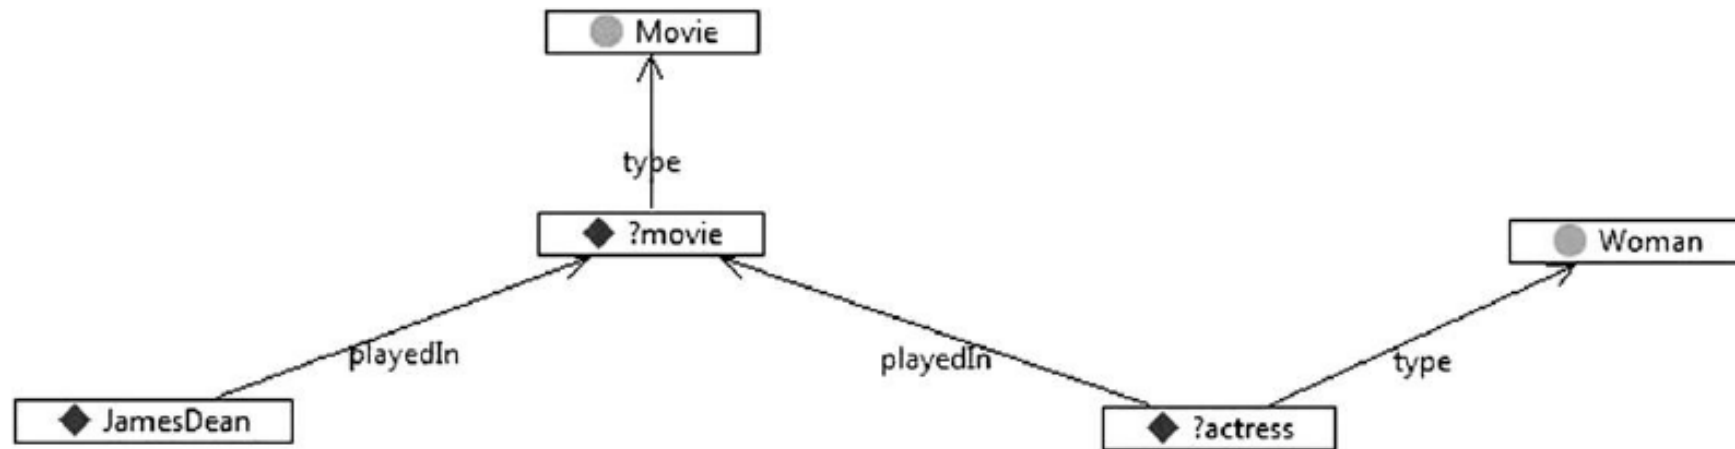 Movie
type
?movie
Woman
playedIn
playedIn
type
JamesDean
?actress